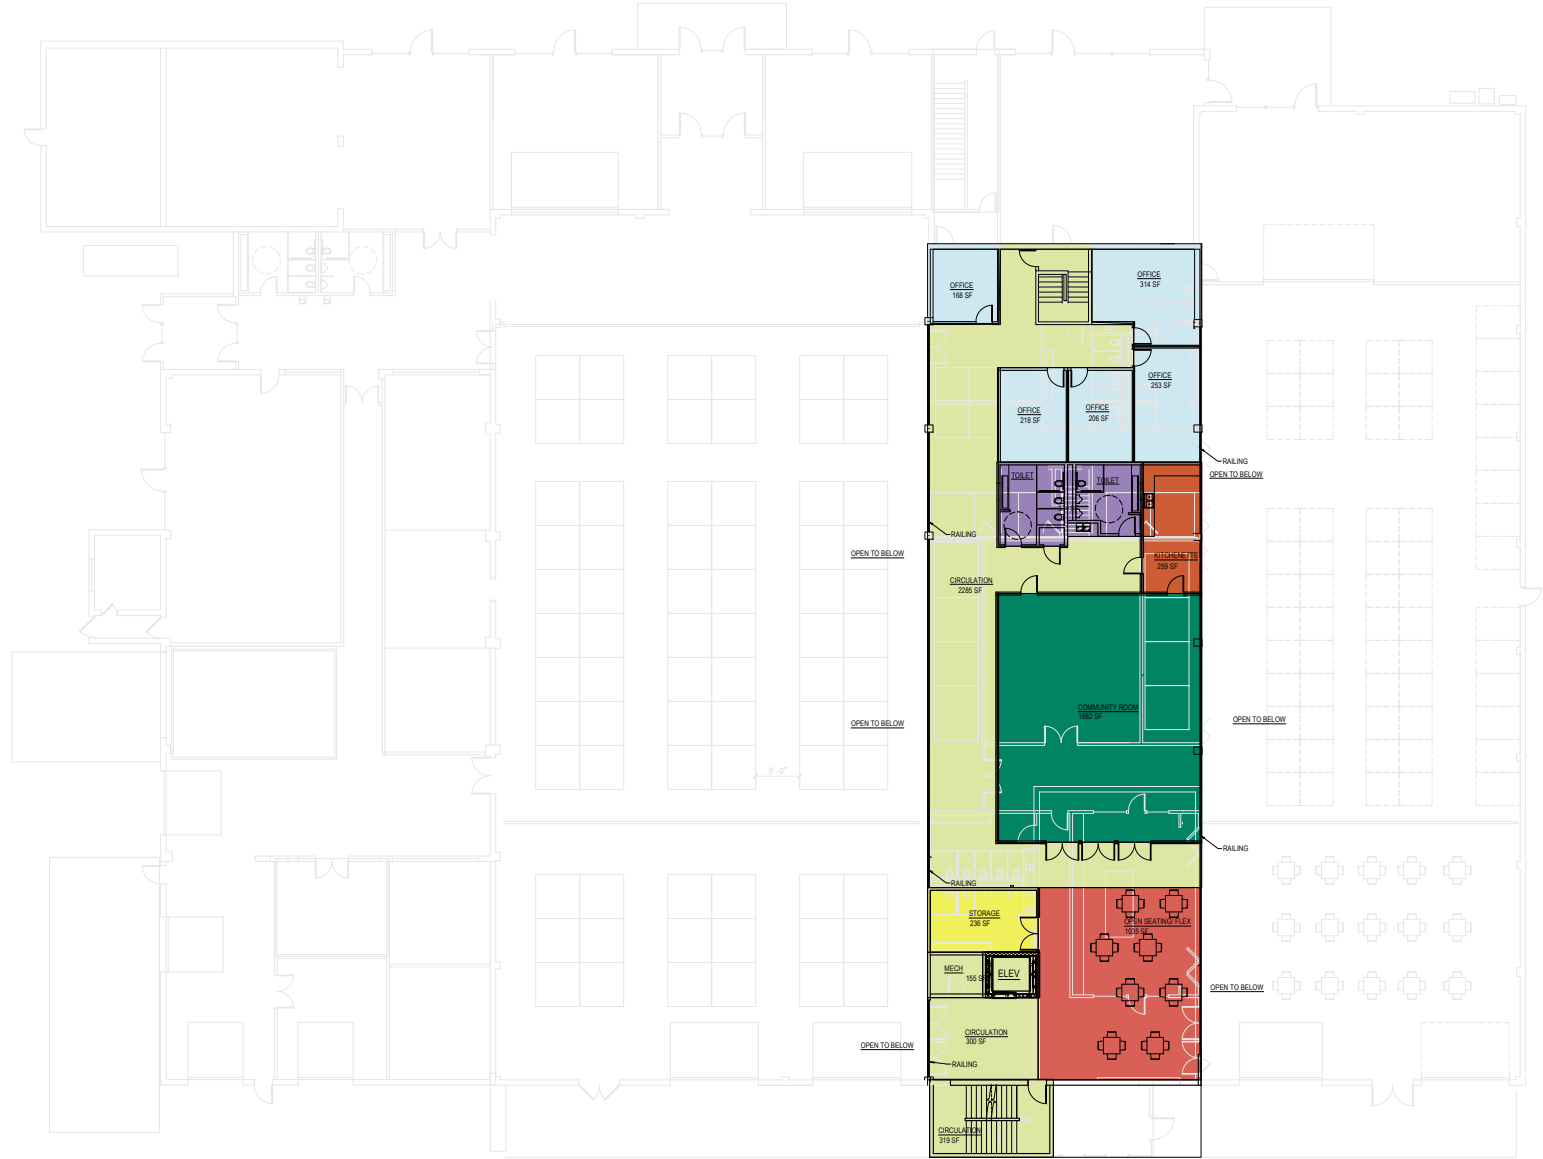 OFFICE
168 SF
OFFICE
314 SF
OFFICE
253 SF
OFFICE
218 SF
OFFICE
206 SF
RAILING
OPEN TO BELOW
TOILET
TOILET
RAILING
OPEN TO BELOW
KITCHENETTE
259 SF
CIRCULATION
2285 SF
COMMUNITY ROOM
1682 SF
OPEN TO BELOW
OPEN TO BELOW
6'-0"
RAILING
RAILING
STORAGE
236 SF
OPEN SEATING/ FLEX
1035 SF
MECH
155 SF
ELEV
OPEN TO BELOW
CIRCULATION
300 SF
OPEN TO BELOW
RAILING
CIRCULATION
319 SF